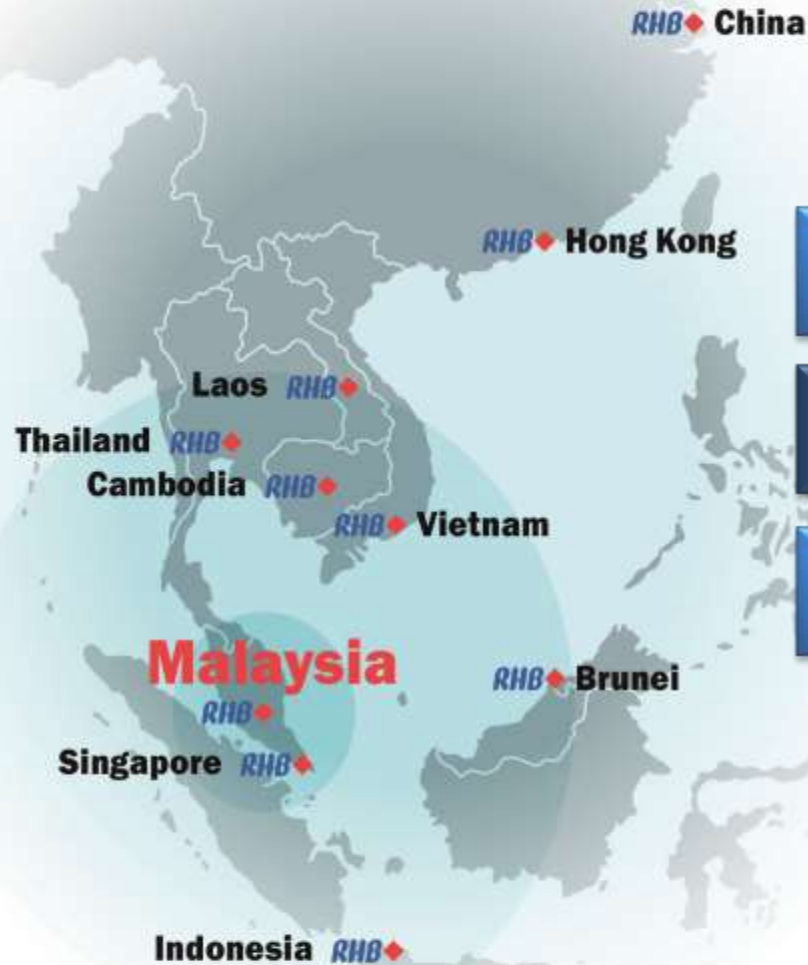 RHB China
RHB Hong Kong
Laos RHB
Thailand RHB
Cambodia RHB
RHB Vietnam
Malaysia
RHB
RHB Brunei
Singapore RHB
Indonesia RHB